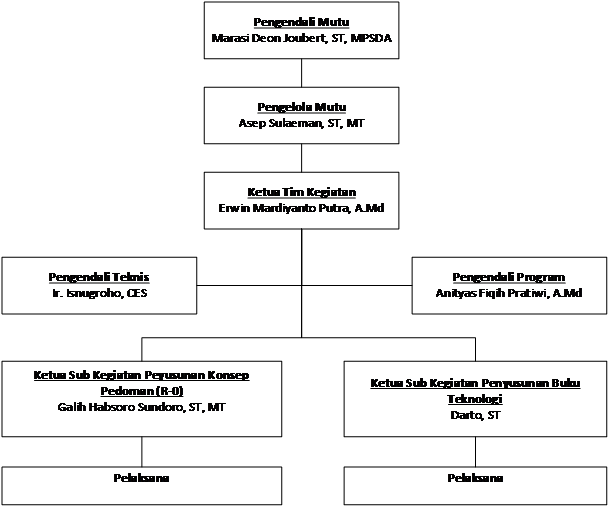 Pengendali Mutu
Marasi Deon Joubert, ST, MPSDA
Pengelola Mutu
Asep Sulaeman, ST, MT
Ketua Tim Kegiatan
Erwin Mardiyanto Putra, A.Md
Pengendali Teknis
Ir. Isnugroho, CES
Pengendali Program
Anityas Fiqih Pratiwi, A.Md
Ketua Sub Kegiatan Peyusunan Konsep
Pedoman (R-0)
Galih Habsoro Sundoro, ST, MT
Ketua Sub Kegiatan Penyusunan Buku
Teknologi
Darto, ST
Pelaksana
Pelaksana